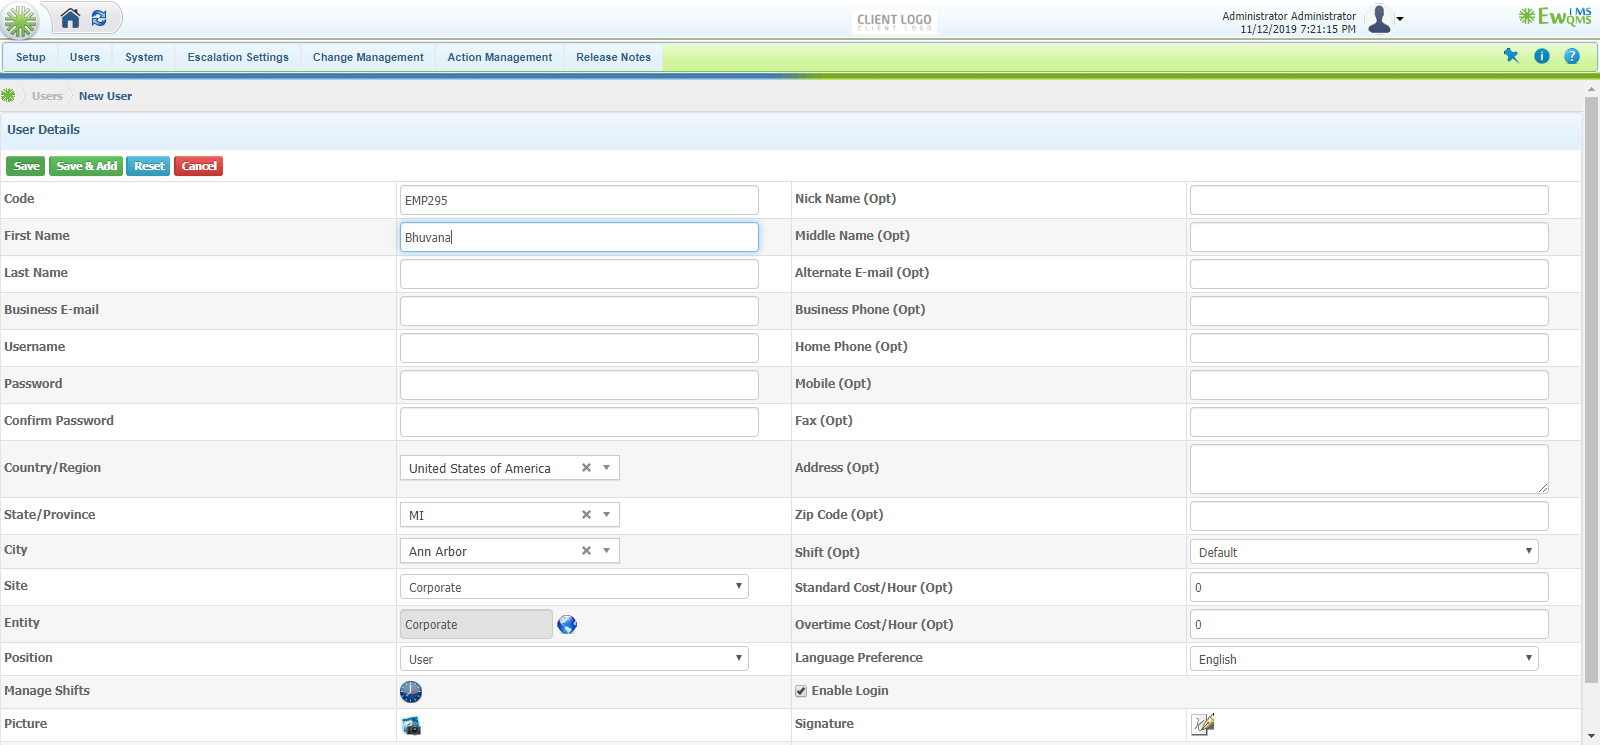 CLIENT LOGO
CLIENT LOGO
Administrator Administrator
11/12/2019 7:21:15 PM
EwQMS
IMS
Setup Users System Escalation Settings Change Management Action Management Release Notes
Users New User
User Details
Save Save & Add Reset Cancel
Code EMP295 Nick Name (Opt)
First Name Bhuvana Middle Name (Opt)
Last Name Alternate E-mail (Opt)
Business E-mail Business Phone (Opt)
Username Home Phone (Opt)
Password Mobile (Opt)
Confirm Password Fax (Opt)
Country/Region United States of America Address (Opt)
State/Province MI Zip Code (Opt)
City Ann Arbor Shift (Opt) Default
Site Corporate Standard Cost/Hour (Opt) 0
Entity Corporate Overtime Cost/Hour (Opt) 0
Position User Language Preference English
Manage Shifts Enable Login
Picture Signature